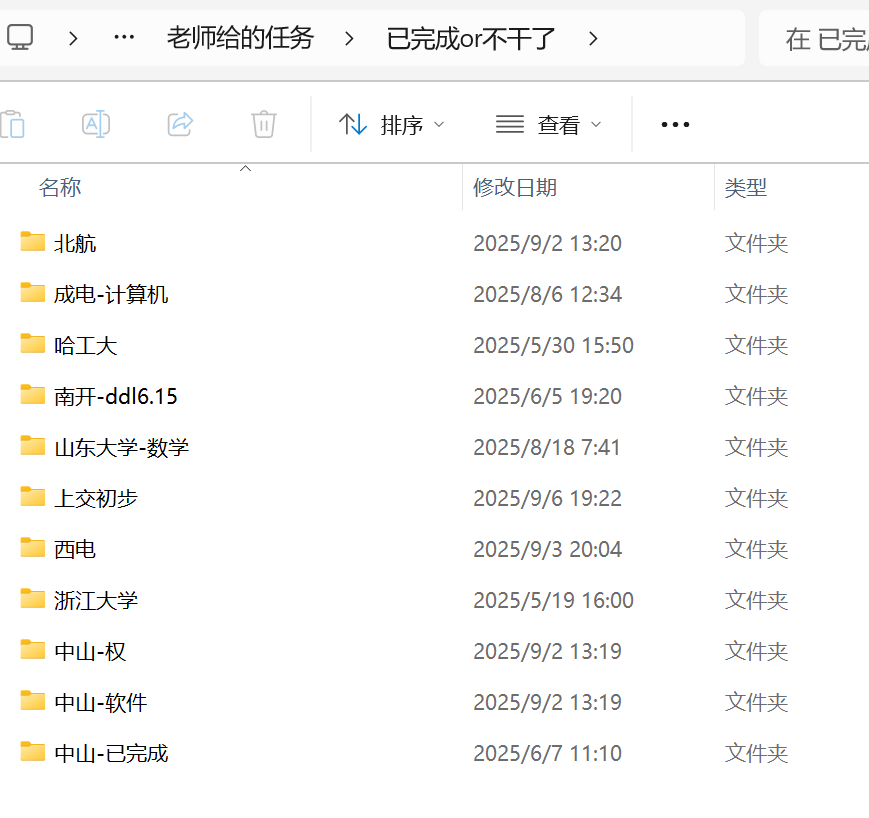 … 老师给的任务 已完成or不干了 在 已完
排序 查看
名称 修改日期 类型
北航 2025/9/2 13:20 文件夹
成电-计算机 2025/8/6 12:34 文件夹
哈工大 2025/5/30 15:50 文件夹
南开-ddl6.15 2025/6/5 19:20 文件夹
山东大学-数学 2025/8/18 7:41 文件夹
上交初步 2025/9/6 19:22 文件夹
西电 2025/9/3 20:04 文件夹
浙江大学 2025/5/19 16:00 文件夹
中山-权 2025/9/2 13:19 文件夹
中山-软件 2025/9/2 13:19 文件夹
中山-已完成 2025/6/7 11:10 文件夹